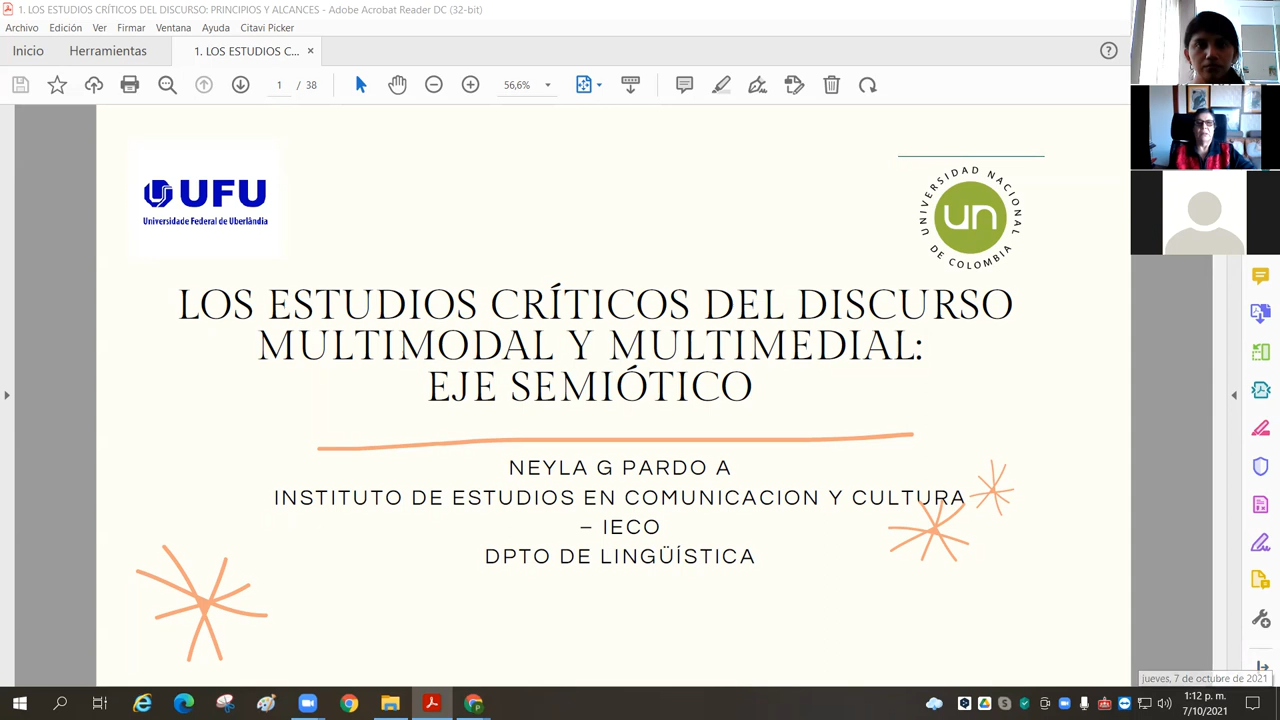 1. LOS ESTUDIOS CRÍTICOS DEL DISCURSO: PRINCIPIOS Y ALCANCES - Adobe Acrobat Reader DC (32-bit)
Archivo Edición Ver Firmar Ventana Ayuda Citavi Picker
Inicio Herramientas 1. LOS ESTUDIOS C... ×
1 / 38 56,6%
UFU
Universidade Federal de Uberlândia
UNIVERSIDAD NACIONAL DE COLOMBIA
un
LOS ESTUDIOS CRÍTICOS DEL DISCURSO
MULTIMODAL Y MULTIMEDIAL:
EJE SEMIÓTICO
NEYLA G PARDO A
INSTITUTO DE ESTUDIOS EN COMUNICACION Y CULTURA
– IECO
DPTO DE LINGÜÍSTICA
jueves, 7 de octubre de 2021
1:12 p. m.
7/10/2021